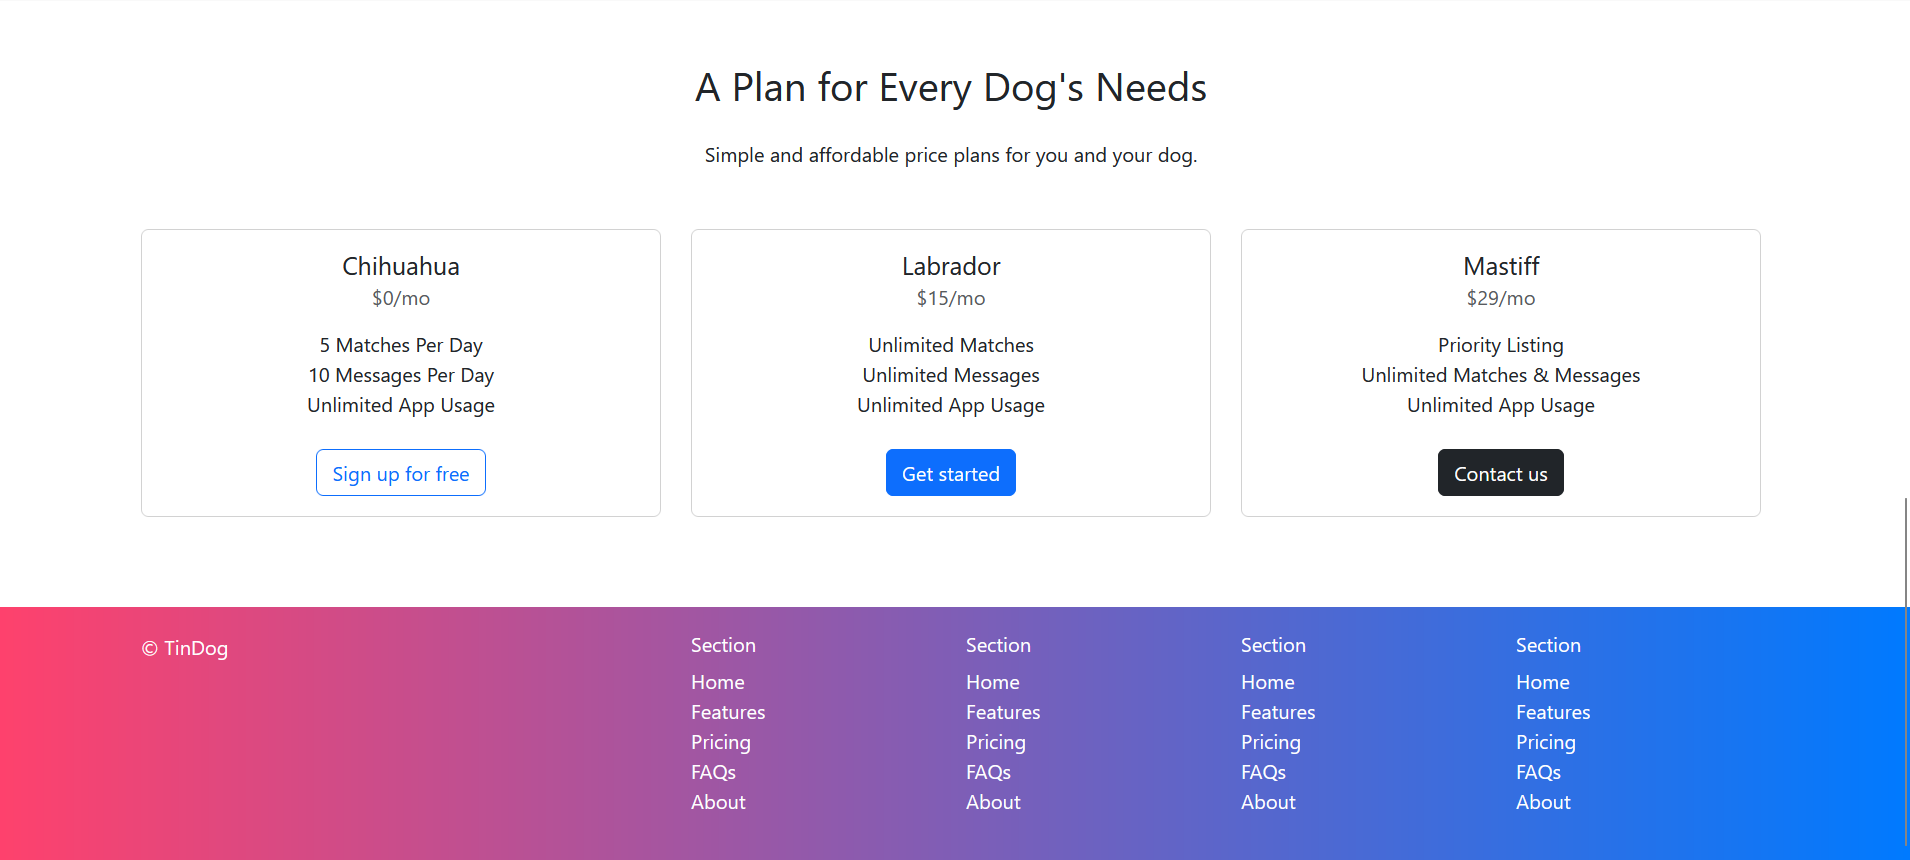 A Plan for Every Dog's Needs
Simple and affordable price plans for you and your dog.
Chihuahua
$0/mo
5 Matches Per Day
10 Messages Per Day
Unlimited App Usage
Sign up for free
Labrador
$15/mo
Unlimited Matches
Unlimited Messages
Unlimited App Usage
Get started
Mastiff
$29/mo
Priority Listing
Unlimited Matches & Messages
Unlimited App Usage
Contact us
© TinDog
Section
Home
Features
Pricing
FAQs
About
Section
Home
Features
Pricing
FAQs
About
Section
Home
Features
Pricing
FAQs
About
Section
Home
Features
Pricing
FAQs
About